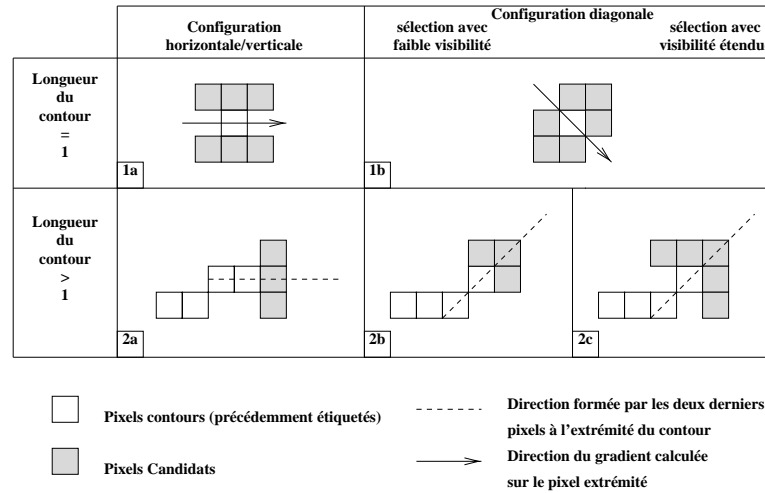 Configuration
horizontale/verticale
Configuration diagonale
sélection avec
faible visibilité
sélection avec
visibilité étendu
Longueur
du
contour
=
1
1a
1b
Longueur
du
contour
>
1
2a
2b
2c
Pixels contours (précédemment étiquetés)
Pixels Candidats
Direction formée par les deux derniers
pixels à l'extrémité du contour
Direction du gradient calculée
sur le pixel extrémité